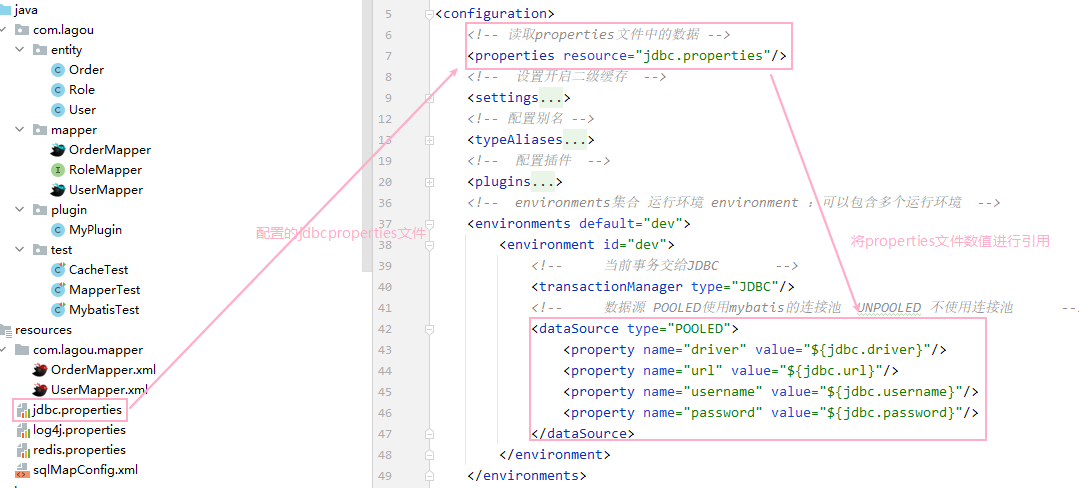 java
com.lagou
entity
Order
Role
User
mapper
OrderMapper
RoleMapper
UserMapper
plugin
MyPlugin
test
CacheTest
MapperTest
MybatisTest
resources
com.lagou.mapper
OrderMapper.xml
UserMapper.xml
jdbc.properties
log4j.properties
redis.properties
sqlMapConfig.xml
配置的jdbcproperties文件
5 <configuration>
6 <!-- 读取properties文件中的数据 -->
7 <properties resource="jdbc.properties"/>
8 <!-- 设置开启二级缓存 -->
9 <settings...>
12 <!-- 配置别名 -->
13 <typeAliases...>
19 <!-- 配置插件 -->
20 <plugins...>
36 <!-- environments集合 运行环境 environment : 可以包含多个运行环境 -->
37 <environments default="dev">
38 <environment id="dev">
将properties文件数值进行引用
39 <!-- 当前事务交给JDBC -->
40 <transactionManager type="JDBC"/>
41 <!-- 数据源 POOLED使用mybatis的连接池 UNPOOLED 不使用连接池 --
42 <dataSource type="POOLED">
43 <property name="driver" value="${jdbc.driver}"/>
44 <property name="url" value="${jdbc.url}"/>
45 <property name="username" value="${jdbc.username}"/>
46 <property name="password" value="${jdbc.password}"/>
47 </dataSource>
48 </environment>
49 </environments>